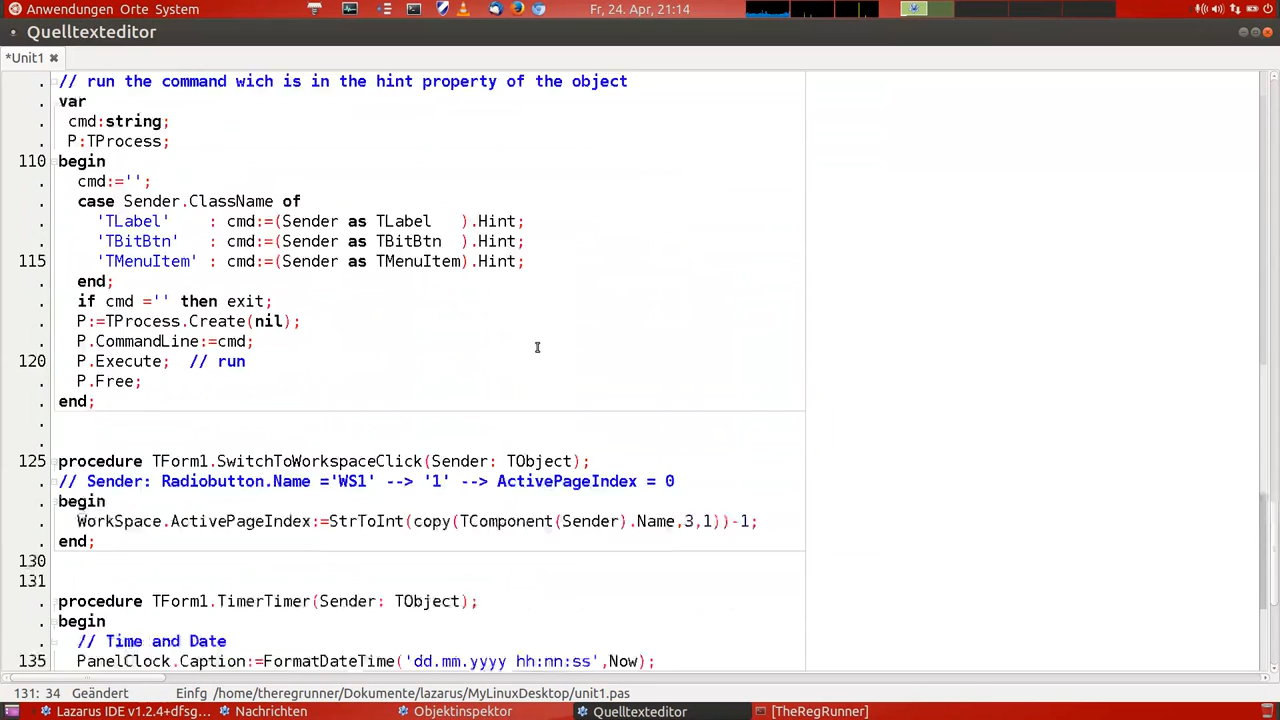 Anwendungen Orte System
Fr, 24. Apr, 21:14
Quelltexteditor
*Unit1
. // run the command wich is in the hint property of the object
. var
. cmd:string;
. P:TProcess;
110 begin
. cmd:='';
. case Sender.ClassName of
. 'TLabel' : cmd:=(Sender as TLabel ).Hint;
. 'TBitBtn' : cmd:=(Sender as TBitBtn ).Hint;
115 'TMenuItem' : cmd:=(Sender as TMenuItem).Hint;
. end;
. if cmd ='' then exit;
. P:=TProcess.Create(nil);
. P.CommandLine:=cmd;
120 P.Execute; // run
. P.Free;
. end;
.
.
125 procedure TForm1.SwitchToWorkspaceClick(Sender: TObject);
. // Sender: Radiobutton.Name ='WS1' --> '1' --> ActivePageIndex = 0
. begin
. WorkSpace.ActivePageIndex:=StrToInt(copy(TComponent(Sender).Name,3,1))-1;
. end;
130
131
. procedure TForm1.TimerTimer(Sender: TObject);
. begin
. // Time and Date
135 PanelClock.Caption:=FormatDateTime('dd.mm.yyyy hh:nn:ss',Now);
131: 34 Geändert Einfg /home/theregrunner/Dokumente/lazarus/MyLinuxDesktop/unit1.pas
Lazarus IDE v1.2.4+dfsg... Nachrichten Objektinspektor Quelltexteditor [TheRegRunner]